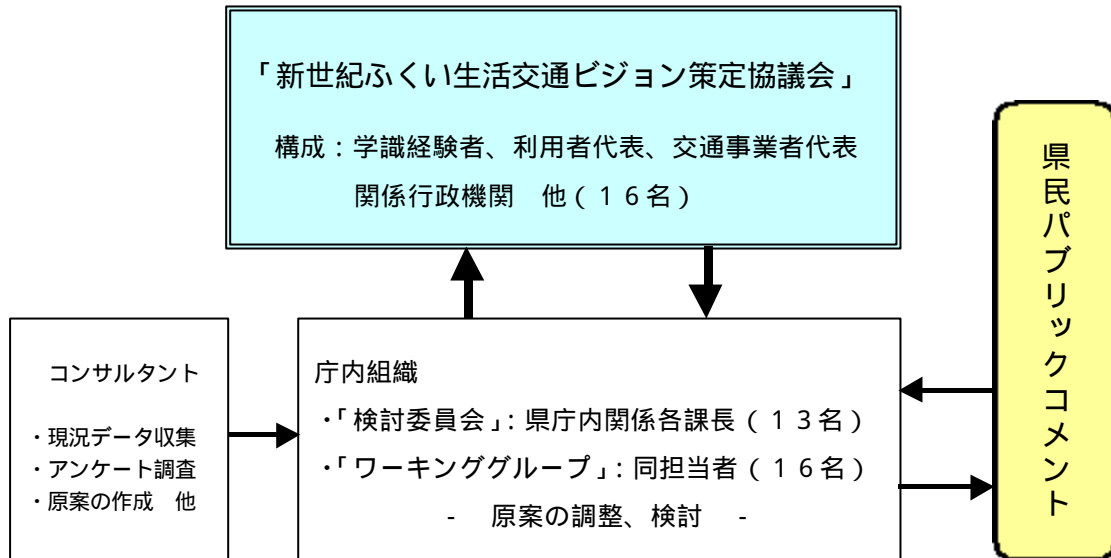 「新世紀ふくい生活交通ビジョン策定協議会」
構成：学識経験者、利用者代表、交通事業者代表
関係行政機関　他（１６名）
コンサルタント
・現況データ収集
・アンケート調査
・原案の作成　他
庁内組織
・「検討委員会」：県庁内関係各課長（１３名）
・「ワーキンググループ」：同担当者（１６名）
-　原案の調整、検討　-
県民パブリックコメント